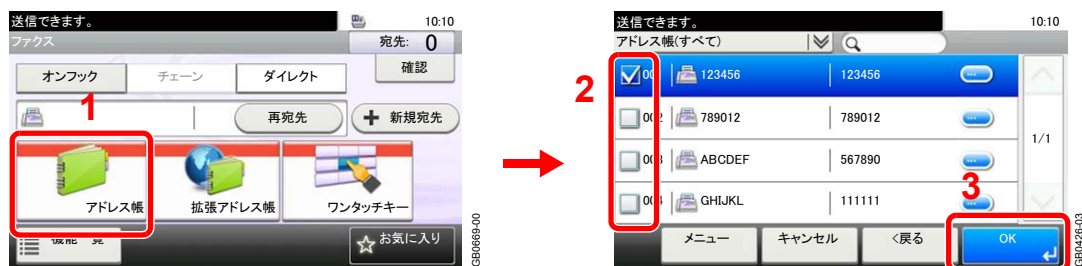 送信できます。
10:10
ファクス
宛先: 0
オンフック
チェーン
ダイレクト
確認
1
再宛先
新規宛先
アドレス帳
拡張アドレス帳
ワンタッチキー
機能一覧
お気に入り
GB0669-00
送信できます。
10:10
アドレス帳(すべて)
2
001 123456 123456
002 789012 789012
1/1
003 ABCDEF 567890
3
004 GHIJKL 111111
メニュー
キャンセル
<戻る
OK
GB0426-03